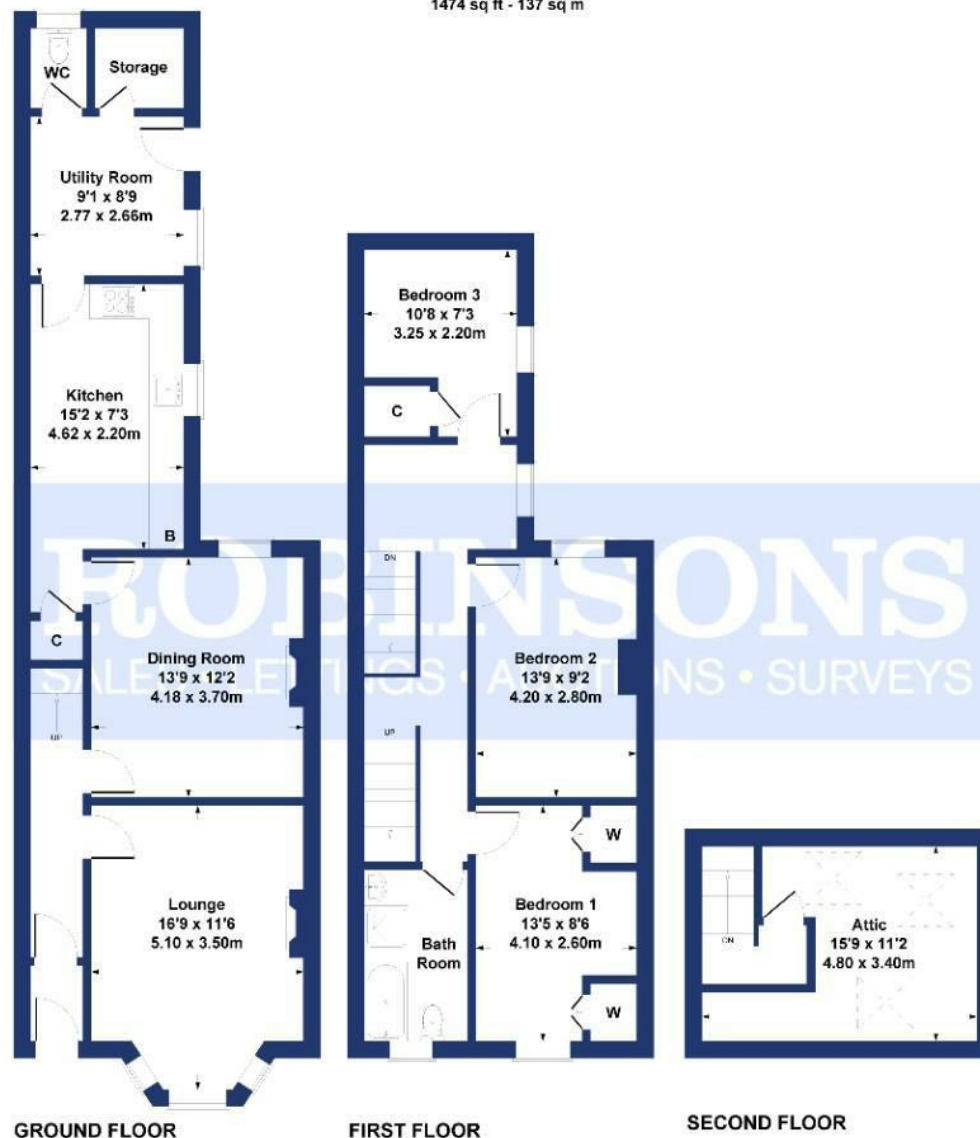 1474 sq ft - 137 sq m
WC
Storage
Utility Room
9'1 x 8'9
2.77 x 2.66m
Kitchen
15'2 x 7'3
4.62 x 2.20m
B
C
Dining Room
13'9 x 12'2
4.18 x 3.70m
UP
Lounge
16'9 x 11'6
5.10 x 3.50m
GROUND FLOOR
Bedroom 3
10'8 x 7'3
3.25 x 2.20m
C
DN
Bedroom 2
13'9 x 9'2
4.20 x 2.80m
UP
W
Bedroom 1
13'5 x 8'6
4.10 x 2.60m
Bath
Room
W
FIRST FLOOR
Attic
15'9 x 11'2
4.80 x 3.40m
DN
SECOND FLOOR
ROBINSONS
SALES • LETTINGS • AUCTIONS • SURVEYS